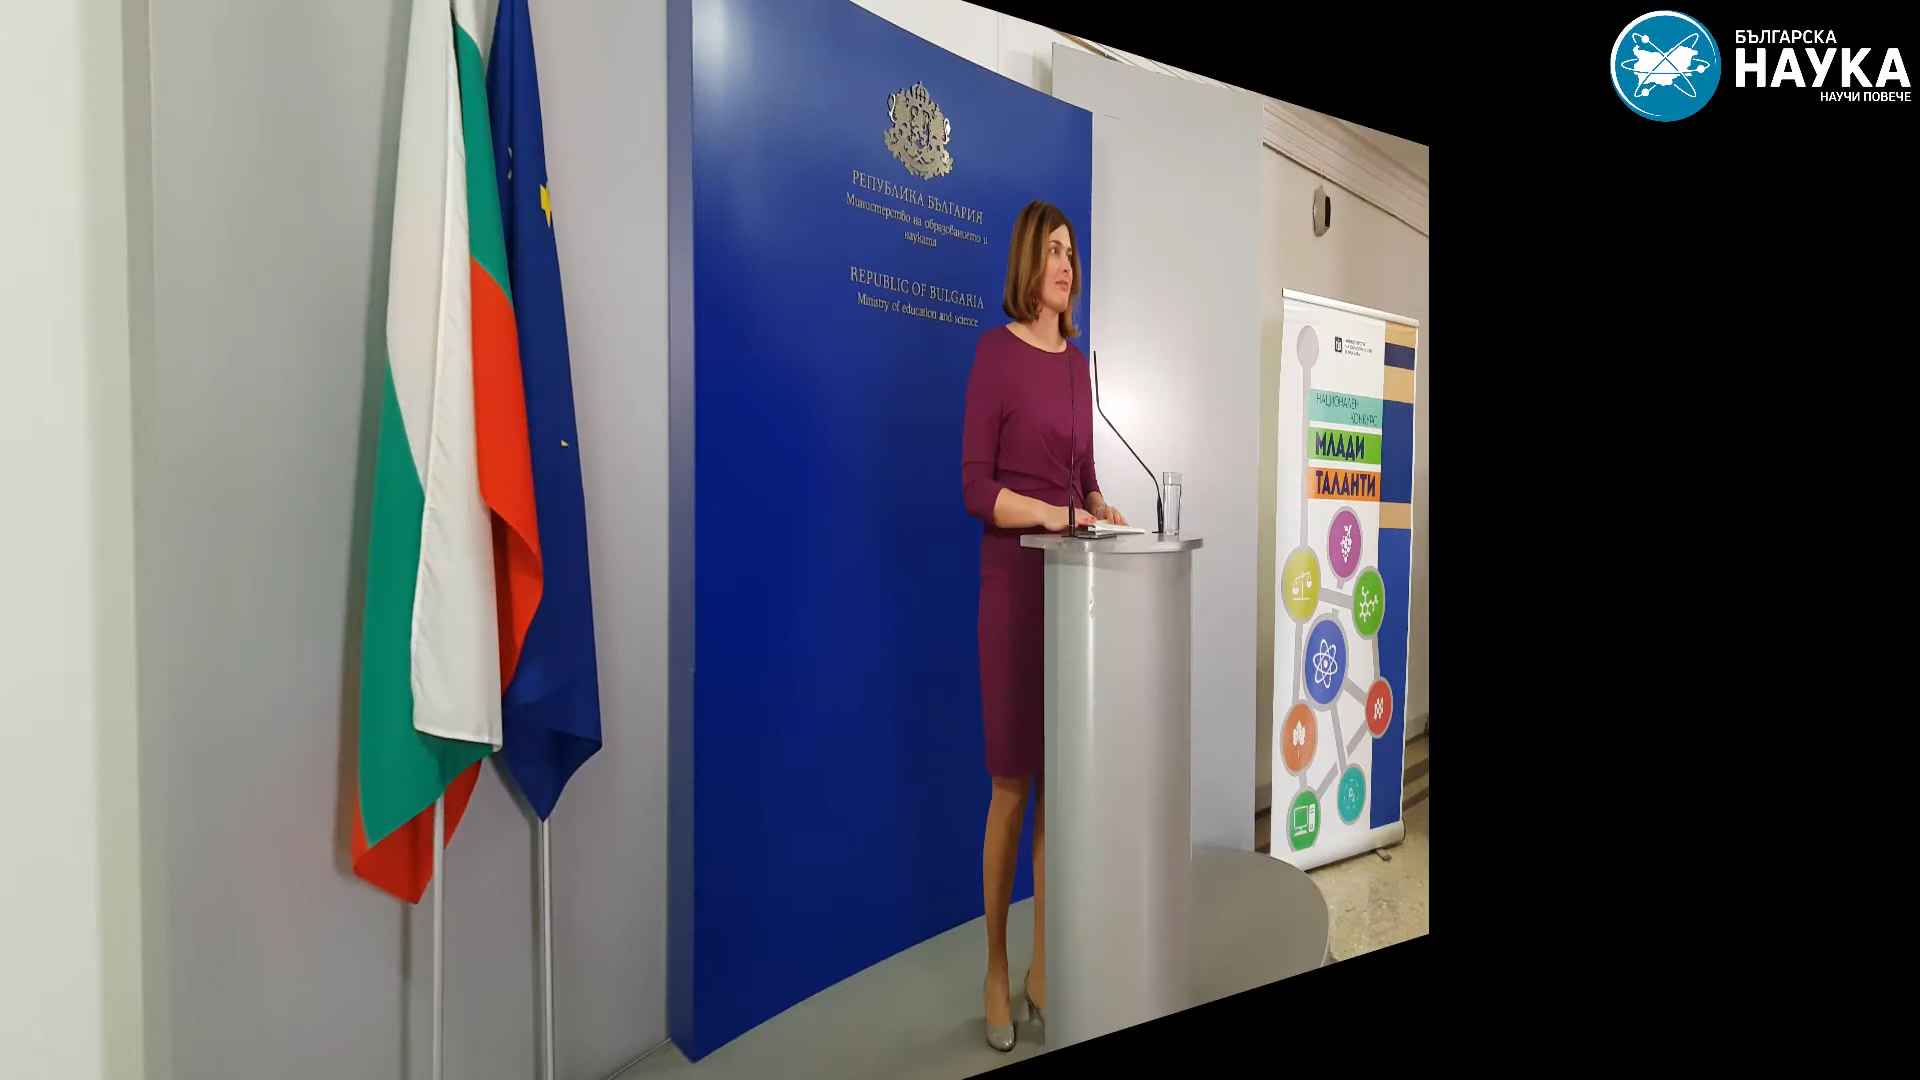 БЪЛГАРСКА
НАУКА
НАУЧИ ПОВЕЧЕ
РЕПУБЛИКА БЪЛГАРИЯ
Министерство на образованието и
науката
REPUBLIC OF BULGARIA
Ministry of education and science
НАЦИОНАЛЕН
КОНКУРС
МЛАДИ
ТАЛАНТИ